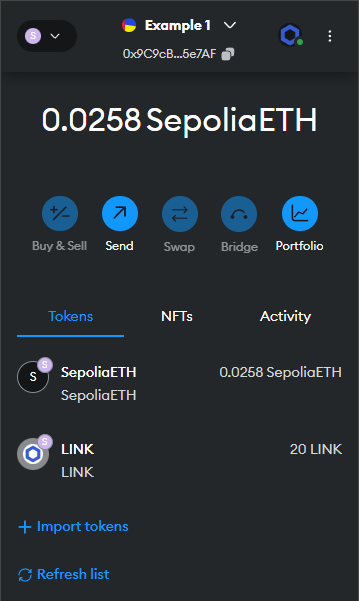 S
Example 1
0x9C9cB...5e7AF
0.0258 SepoliaETH
Buy & Sell
Send
Swap
Bridge
Portfolio
Tokens
NFTs
Activity
S
S
SepoliaETH
0.0258 SepoliaETH
SepoliaETH
S
LINK
20 LINK
LINK
Import tokens
Refresh list